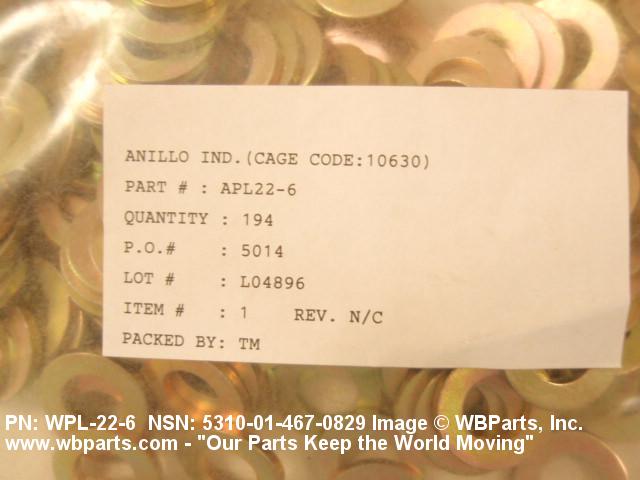 ANILLO IND.(CAGE CODE:10630)
PART # : APL22-6
QUANTITY : 194
P.O.# : 5014
LOT # : L04896
ITEM # : 1 REV. N/C
PACKED BY: TM
PN: WPL-22-6 NSN: 5310-01-467-0829 Image © WBParts, Inc.
www.wbparts.com - "Our Parts Keep the World Moving"